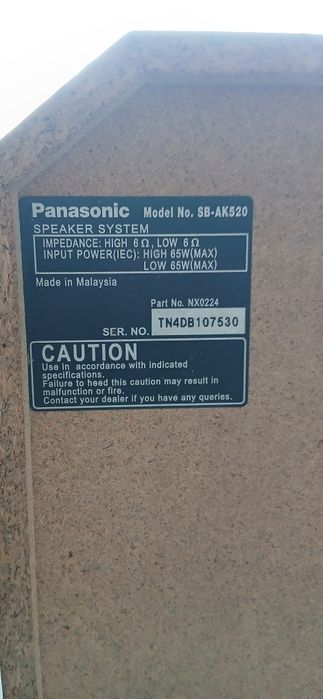 Panasonic Model No. SB-AK520
SPEAKER SYSTEM
IMPEDANCE: HIGH 6 Ω, LOW 6 Ω
INPUT POWER(IEC): HIGH 65W(MAX)
LOW 65W(MAX)
Made in Malaysia
Part No. NX0224
SER. NO. TN4DB107530
CAUTION
Use in accordance with indicated
specifications.
Failure to heed this caution may result in
malfunction or fire.
Contact your dealer if you have any queries.